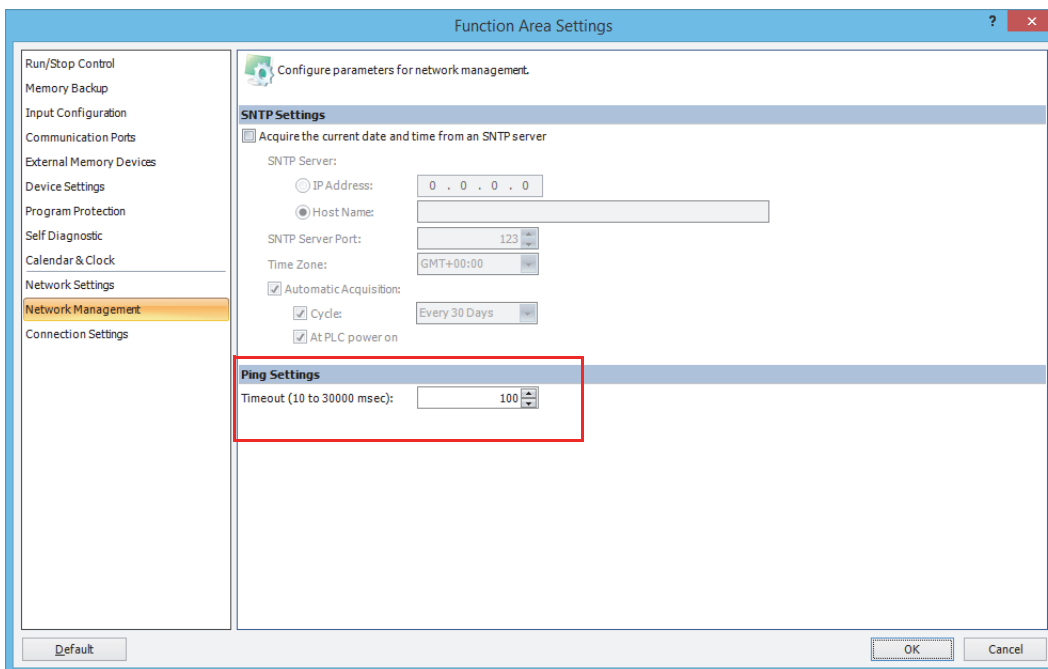 Function Area Settings
?
Run/Stop Control
Memory Backup
Input Configuration
Communication Ports
External Memory Devices
Device Settings
Program Protection
Self Diagnostic
Calendar & Clock
Network Settings
Network Management
Connection Settings
Configure parameters for network management.
SNTP Settings
Acquire the current date and time from an SNTP server
SNTP Server:
IP Address: 0 . 0 . 0 . 0
Host Name:
SNTP Server Port: 123
Time Zone: GMT+00:00
Automatic Acquisition:
Cycle: Every 30 Days
At PLC power on
Ping Settings
Timeout (10 to 30000 msec): 100
Default OK Cancel